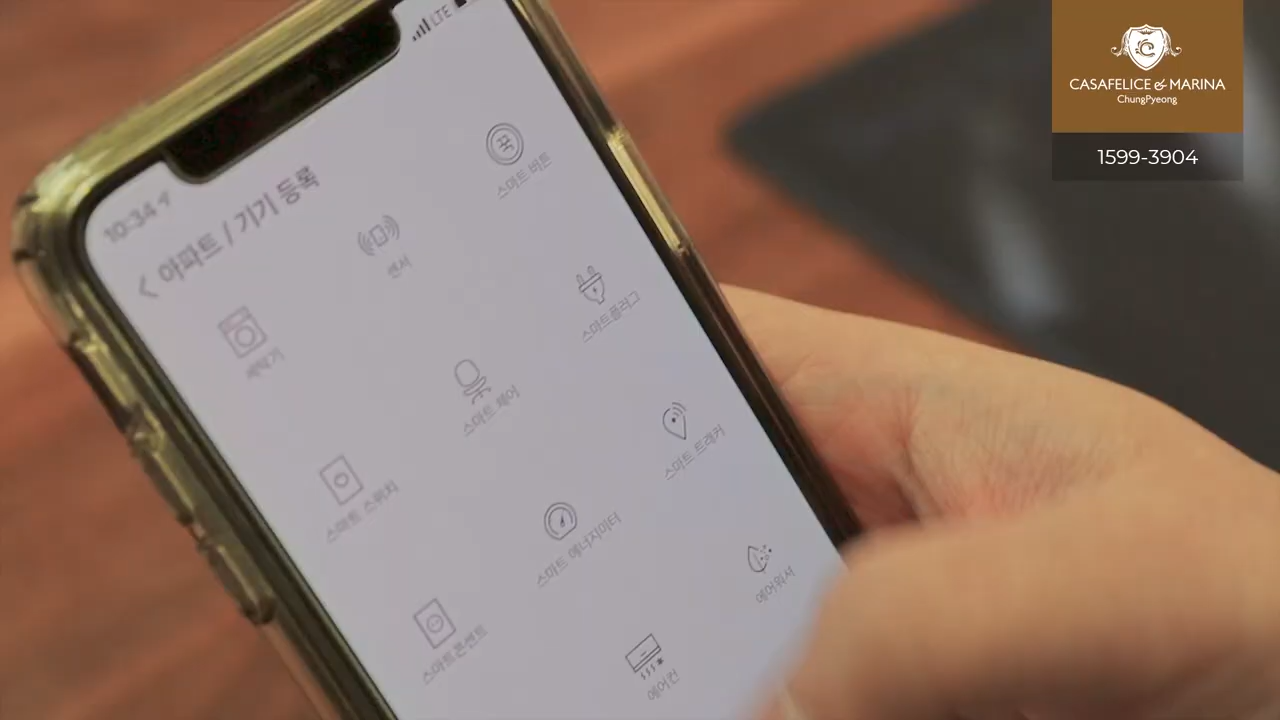 LTE
10:34
아파트 / 기기 등록
세탁기
센서
스마트 버튼
꾹
스마트 스위치
스마트 체어
스마트플러그
스마트콘센트
스마트 에너지미터
스마트 트래커
에어컨
에어워셔
C
CASAFELICE & MARINA
ChungPyeong
1599-3904